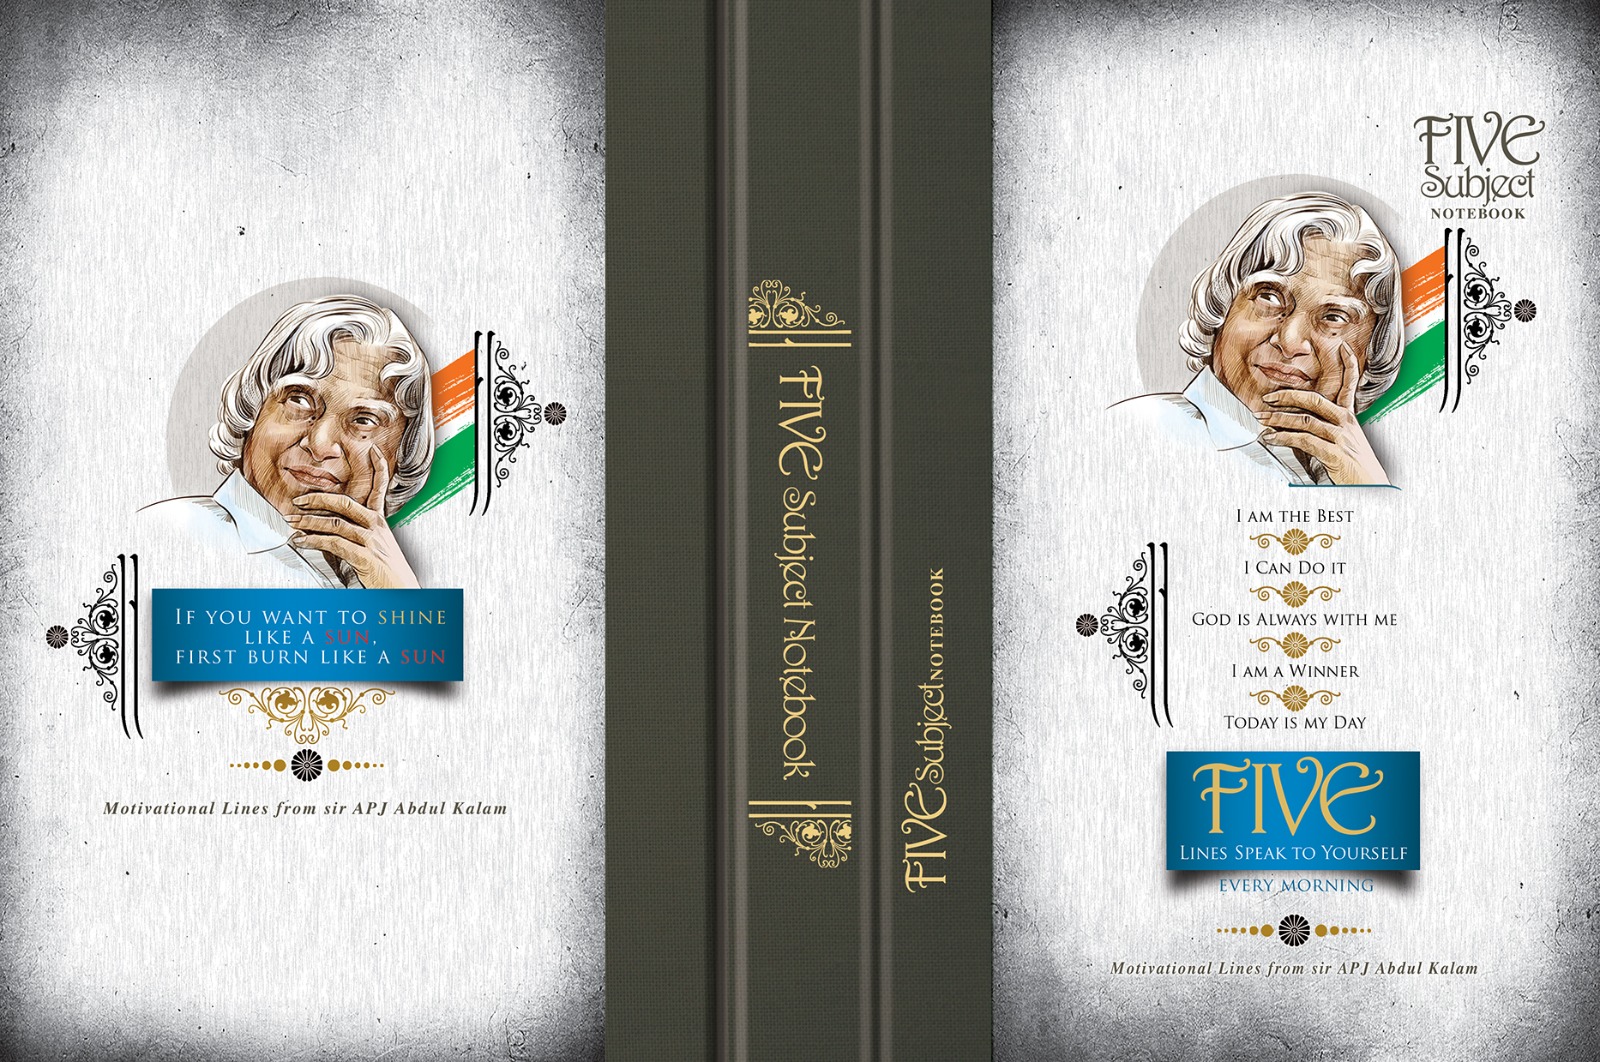 IF YOU WANT TO SHINE
LIKE A SUN,
FIRST BURN LIKE A SUN
Motivational Lines from sir APJ Abdul Kalam
FIVE Subject Notebook
FIVE Subject NOTEBOOK
FIVE
Subject
NOTEBOOK
I AM THE BEST
I CAN DO IT
GOD IS ALWAYS WITH ME
I AM A WINNER
TODAY IS MY DAY
FIVE
LINES SPEAK TO YOURSELF
EVERY MORNING
Motivational Lines from sir APJ Abdul Kalam